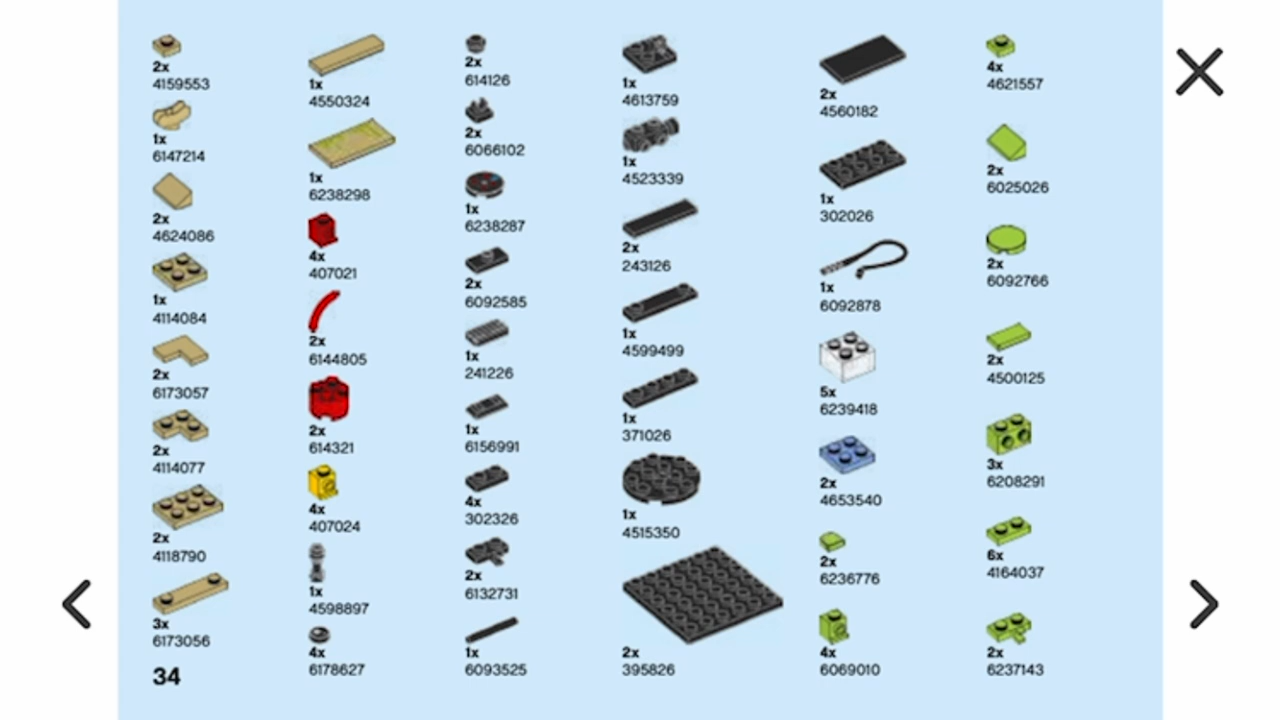 2x
4159553
1x
6147214
2x
4624086
1x
4114084
2x
6173057
2x
4114077
2x
4118790
3x
6173056
34
1x
4550324
1x
6238298
4x
407021
2x
6144805
2x
614321
4x
407024
1x
4598897
4x
6178627
2x
614126
2x
6066102
1x
6238287
2x
6092585
1x
241226
1x
6156991
4x
302326
2x
6132731
1x
6093525
1x
4613759
1x
4523339
2x
243126
1x
4599499
1x
371026
1x
4515350
2x
395826
2x
4560182
1x
302026
1x
6092878
5x
6239418
2x
4653540
2x
6236776
4x
6069010
4x
4621557
2x
6025026
2x
6092766
2x
4500125
3x
6208291
6x
4164037
2x
6237143